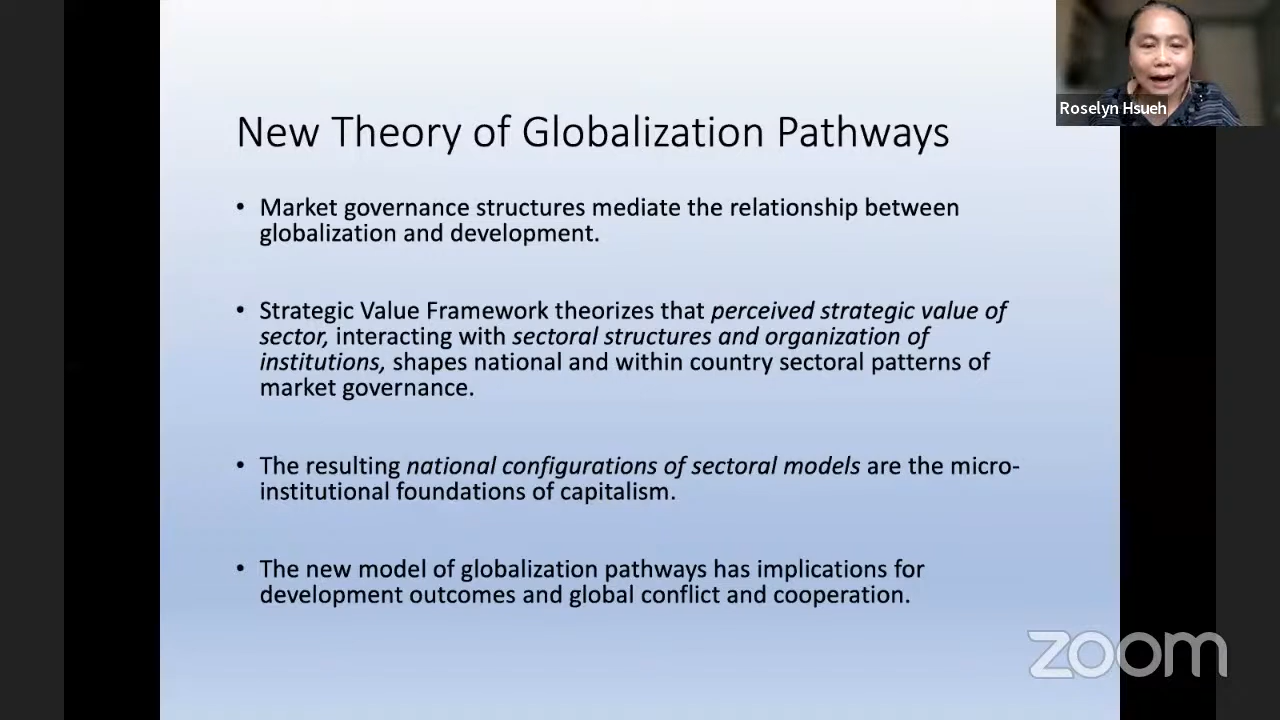 Roselyn Hsueh
New Theory of Globalization Pathways
• Market governance structures mediate the relationship between
globalization and development.
• Strategic Value Framework theorizes that perceived strategic value of
sector, interacting with sectoral structures and organization of
institutions, shapes national and within country sectoral patterns of
market governance.
• The resulting national configurations of sectoral models are the micro-
institutional foundations of capitalism.
• The new model of globalization pathways has implications for
development outcomes and global conflict and cooperation.
zoom